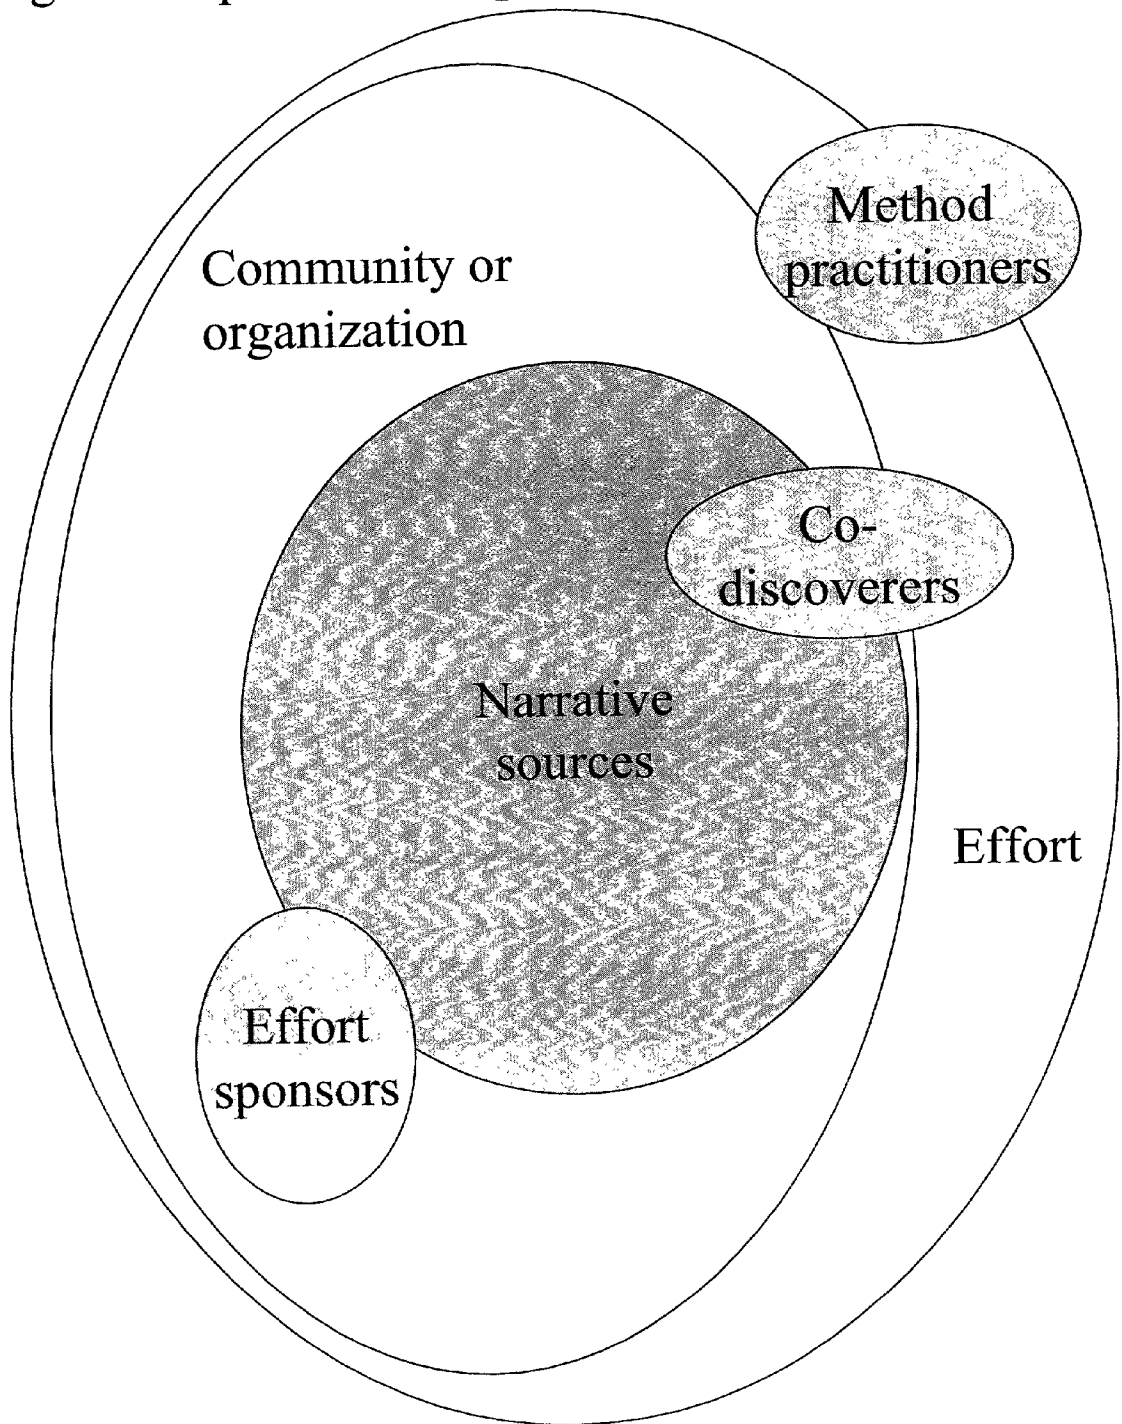 Method
practitioners
Community or
organization
Co-
discoverers
Narrative
sources
Effort
Effort
sponsors